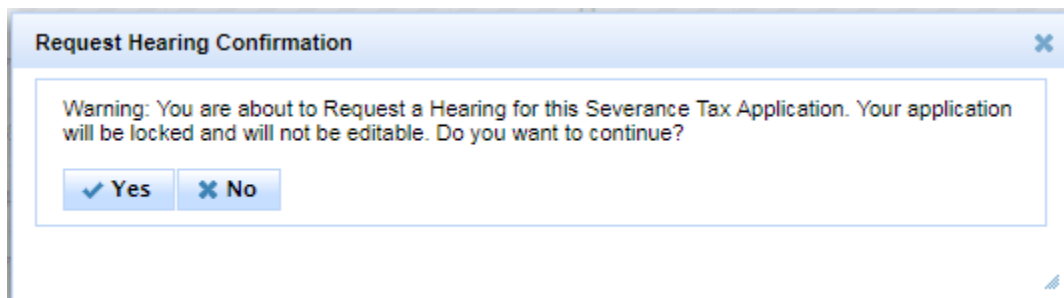 Request Hearing Confirmation
Warning: You are about to Request a Hearing for this Severance Tax Application. Your application
will be locked and will not be editable. Do you want to continue?
Yes No